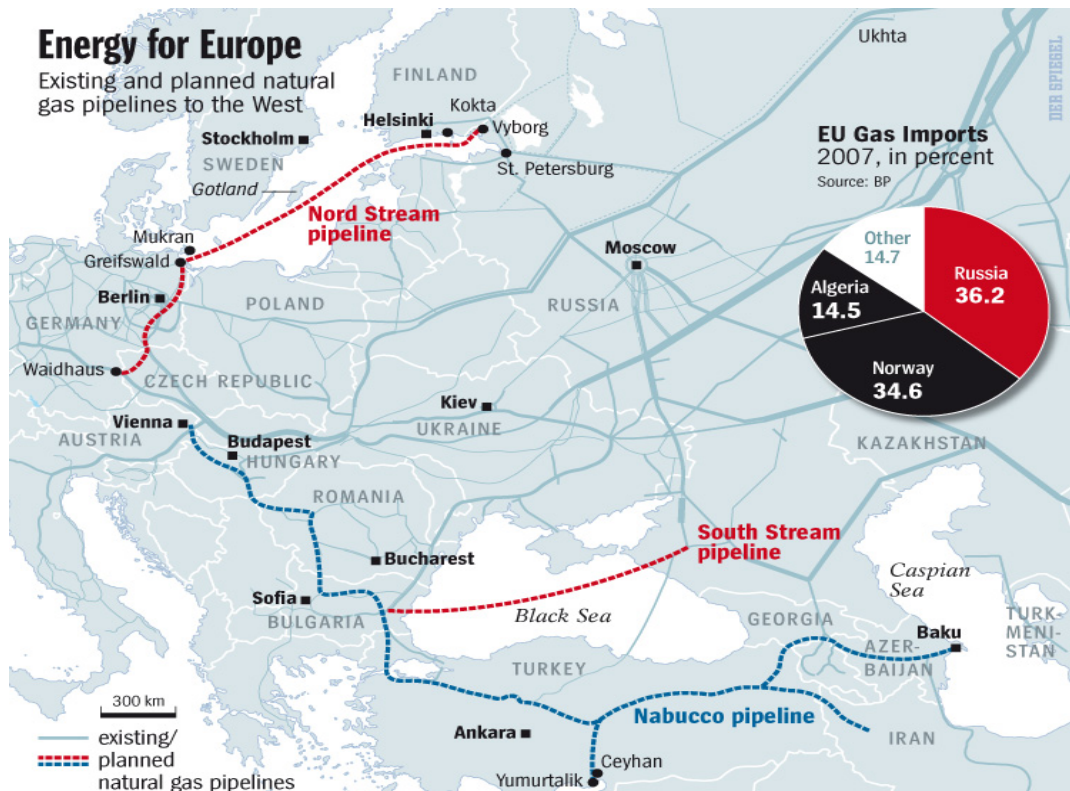 Energy for Europe
Existing and planned natural
gas pipelines to the West
DER SPIEGEL
Ukhta
FINLAND
Kokta
Helsinki
Vyborg
Stockholm
SWEDEN
St. Petersburg
Gotland
EU Gas Imports
2007, in percent
Source: BP
Other
14.7
Russia
36.2
Algeria
14.5
Norway
34.6
Nord Stream
pipeline
Mukran
Greifswald
Moscow
Berlin
POLAND
RUSSIA
GERMANY
Waidhaus
CZECH REPUBLIC
Kiev
UKRAINE
Vienna
AUSTRIA
Budapest
HUNGARY
KAZAKHSTAN
ROMANIA
South Stream
pipeline
Bucharest
Caspian
Sea
Sofia
BULGARIA
Black Sea
GEORGIA
TURK-
MENI-
STAN
Baku
AZER-
BAIJAN
TURKEY
Nabucco pipeline
300 km
Ankara
IRAN
existing/
planned
natural gas pipelines
Ceyhan
Yumurtalik